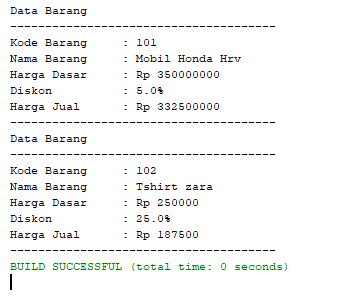 Data Barang
--------------------------------------
Kode Barang : 101
Nama Barang : Mobil Honda Hrv
Harga Dasar : Rp 350000000
Diskon : 5.0%
Harga Jual : Rp 332500000
--------------------------------------
Data Barang
--------------------------------------
Kode Barang : 102
Nama Barang : Tshirt zara
Harga Dasar : Rp 250000
Diskon : 25.0%
Harga Jual : Rp 187500
--------------------------------------
BUILD SUCCESSFUL (total time: 0 seconds)